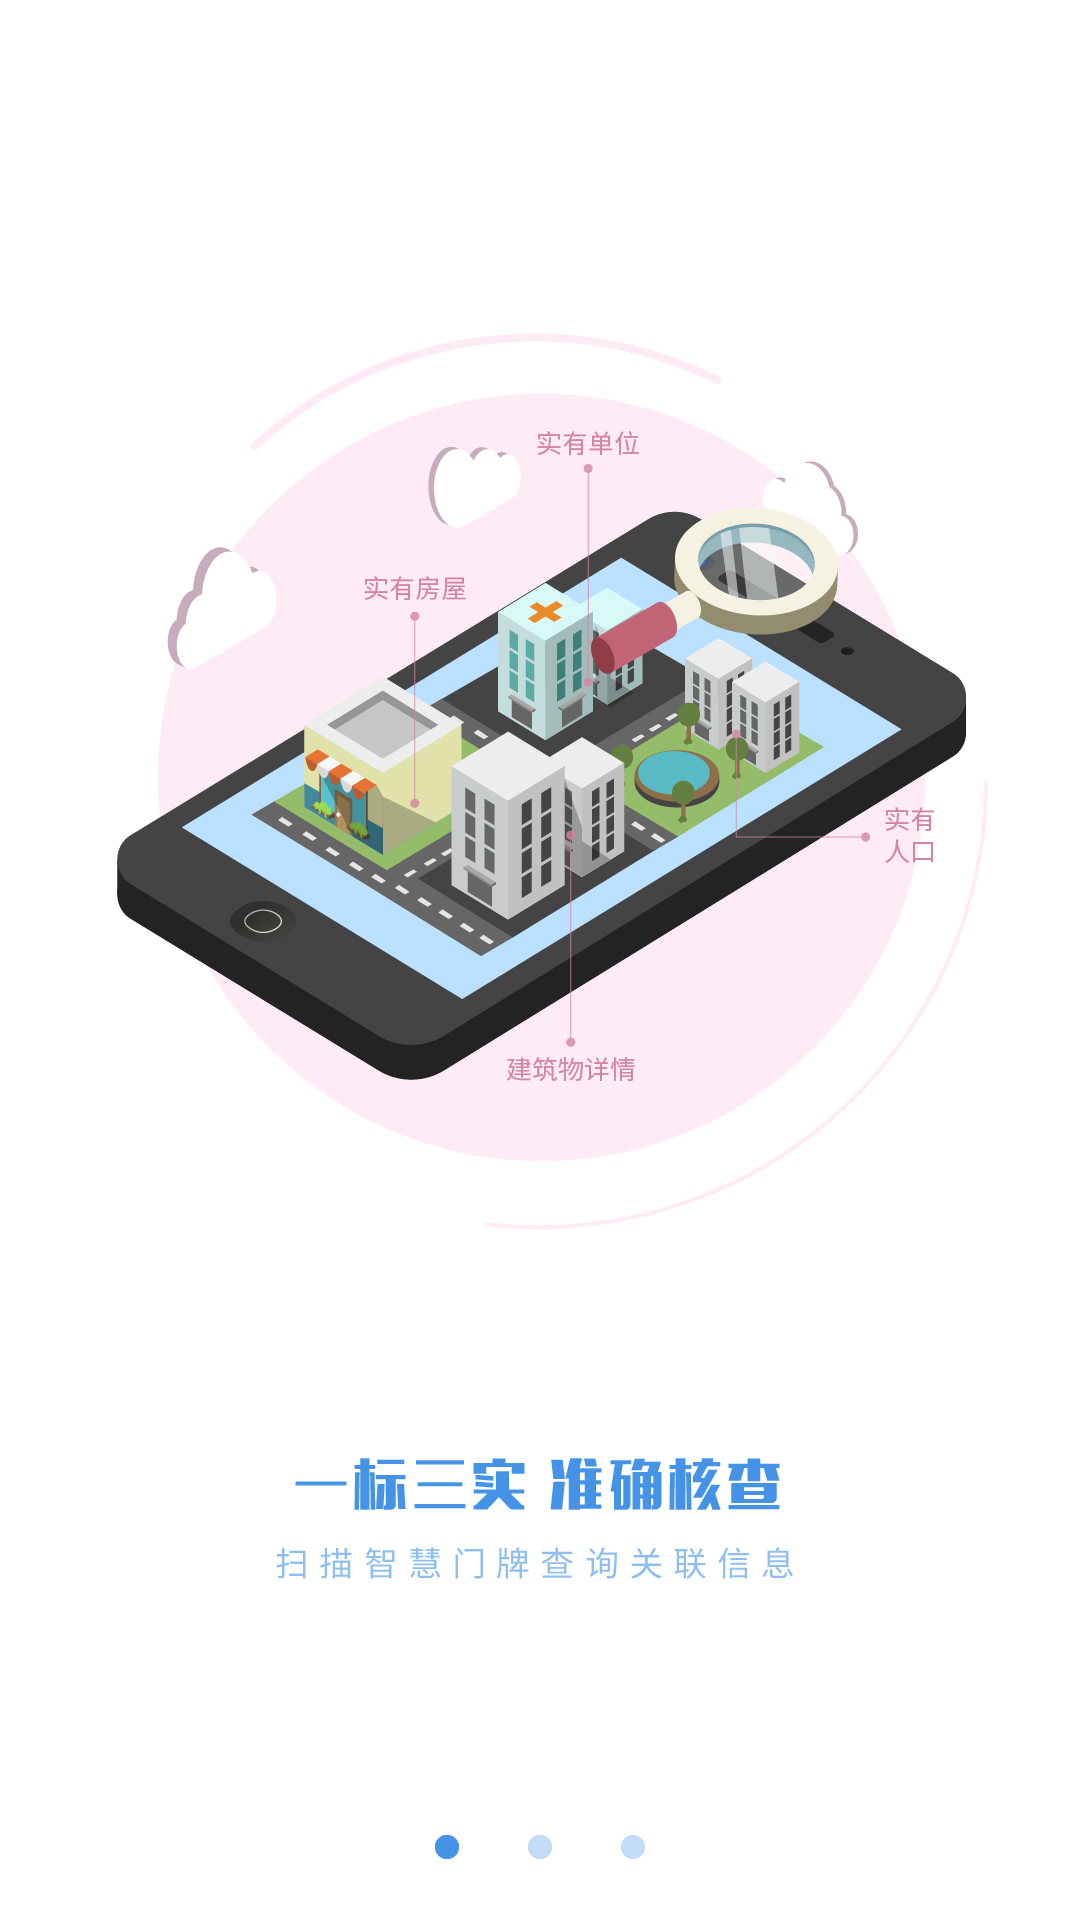 实有单位
实有房屋
实有
人口
建筑物详情
一标三实 准确核查
扫描智慧门牌查询关联信息